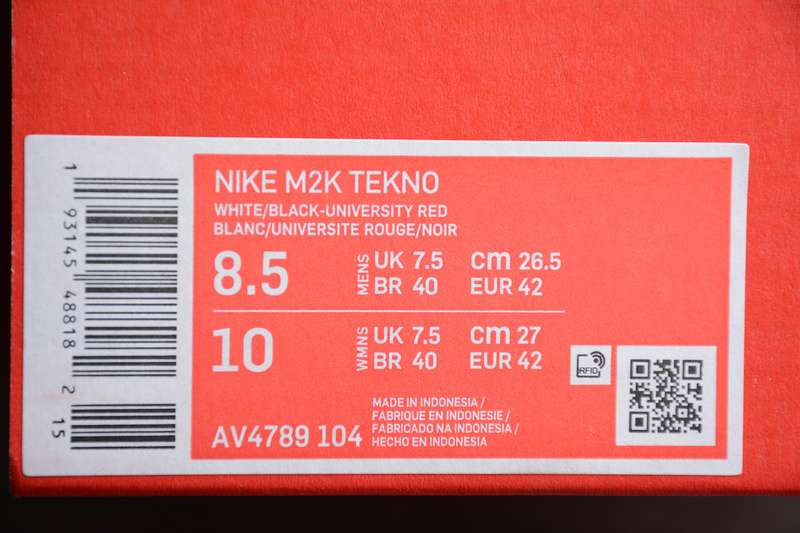 1 93145 48818 2
15
NIKE M2K TEKNO
WHITE/BLACK-UNIVERSITY RED
BLANC/UNIVERSITE ROUGE/NOIR
8.5 MENS UK 7.5 cm 26.5
BR 40 EUR 42
10 WMNS UK 7.5 cm 27
BR 40 EUR 42
RFID
AV4789 104
MADE IN INDONESIA /
FABRIQUE EN INDONESIE /
FABRICADO NA INDONESIA /
HECHO EN INDONESIA